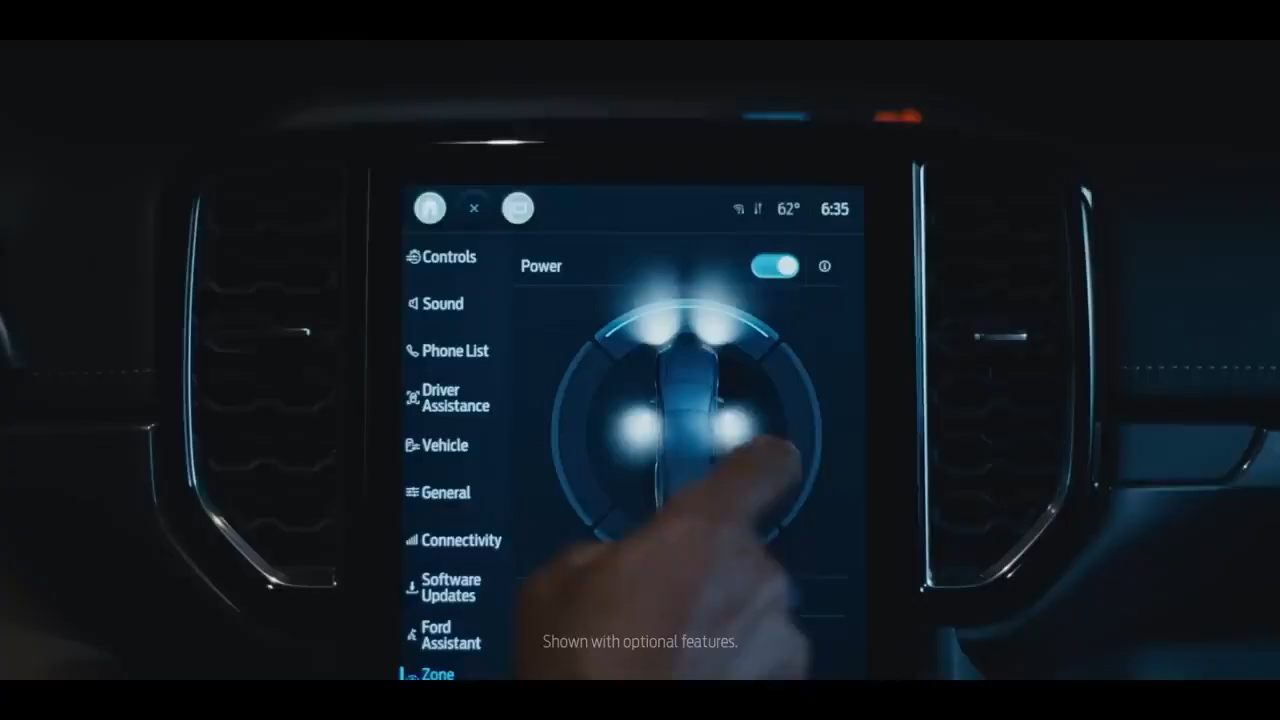 62° 6:35
Controls
Power
Sound
Phone List
Driver
Assistance
Vehicle
General
Connectivity
Software
Updates
Ford
Assistant
Shown with optional features.
Zone